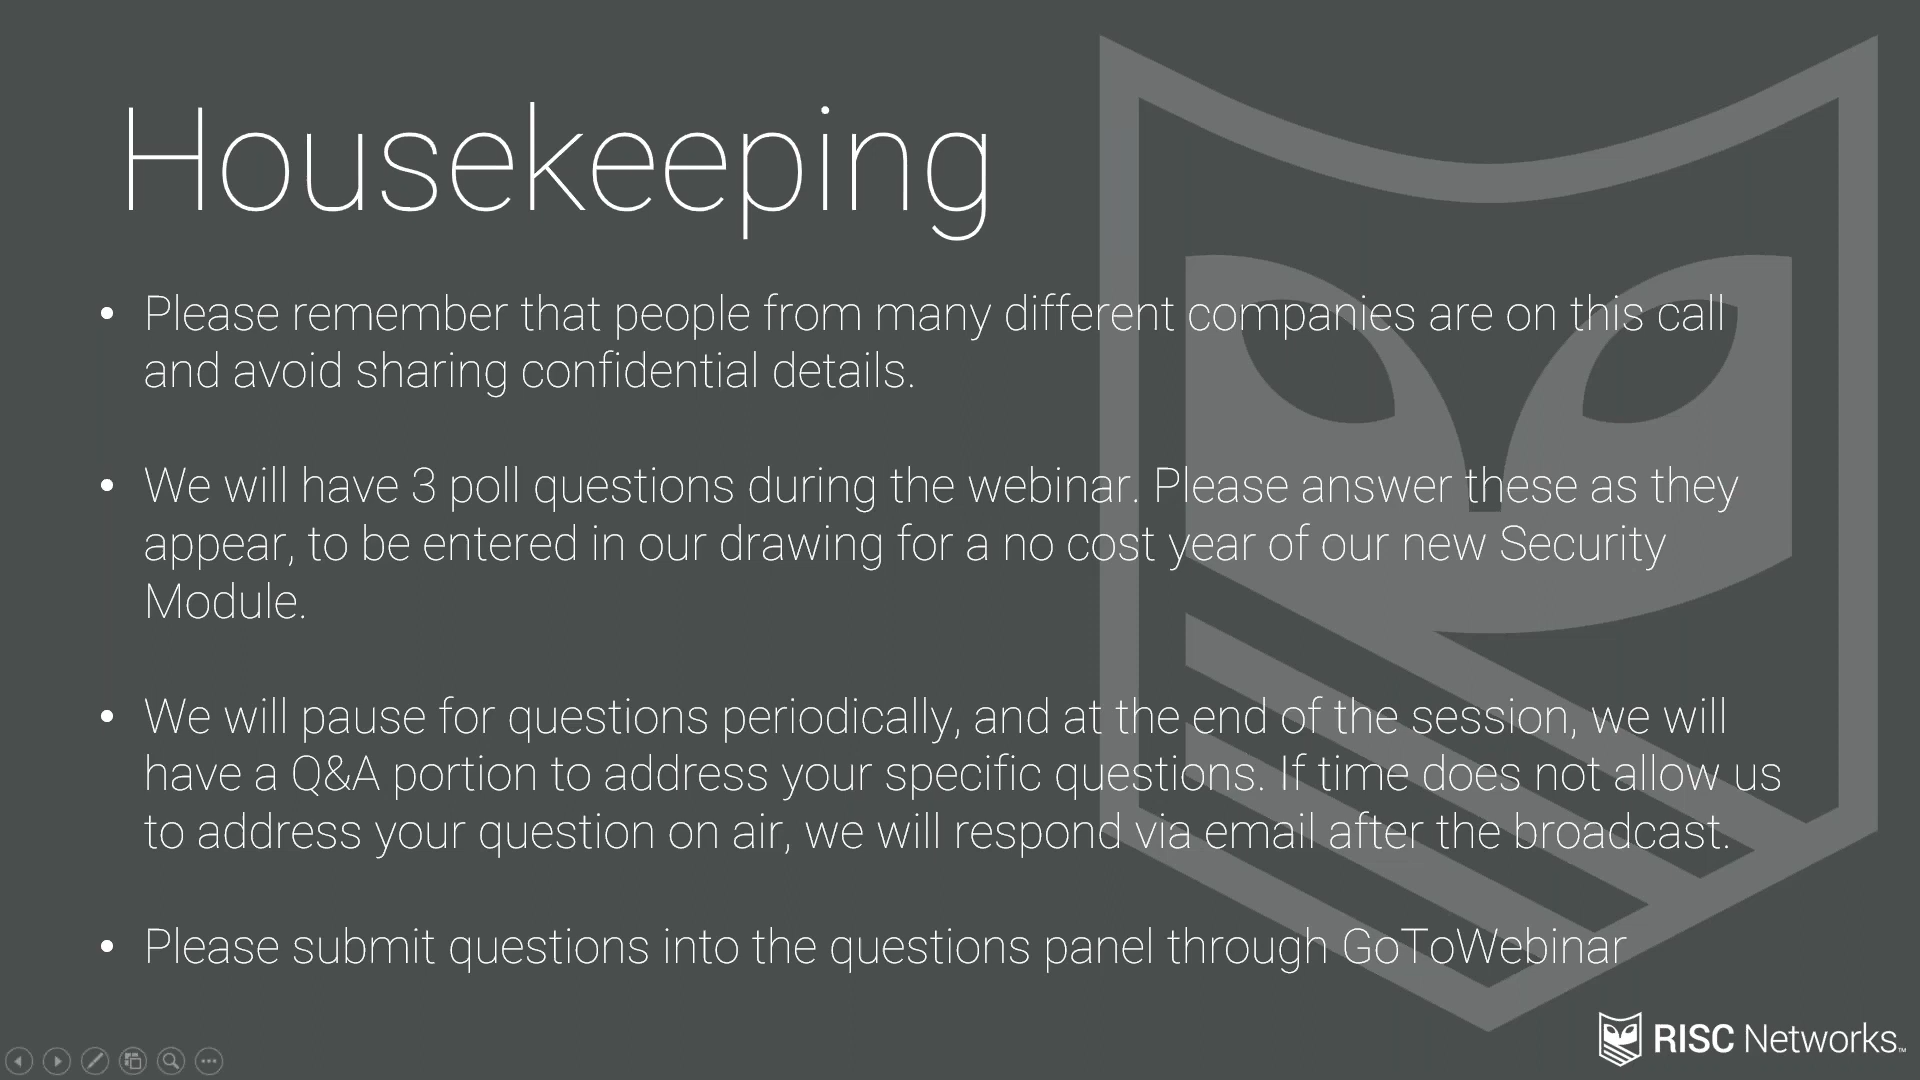 Housekeeping
• Please remember that people from many different companies are on this call
and avoid sharing confidential details.
• We will have 3 poll questions during the webinar. Please answer these as they
appear, to be entered in our drawing for a no cost year of our new Security
Module.
• We will pause for questions periodically, and at the end of the session, we will
have a Q&A portion to address your specific questions. If time does not allow us
to address your question on air, we will respond via email after the broadcast.
• Please submit questions into the questions panel through GoToWebinar
RISC Networks™